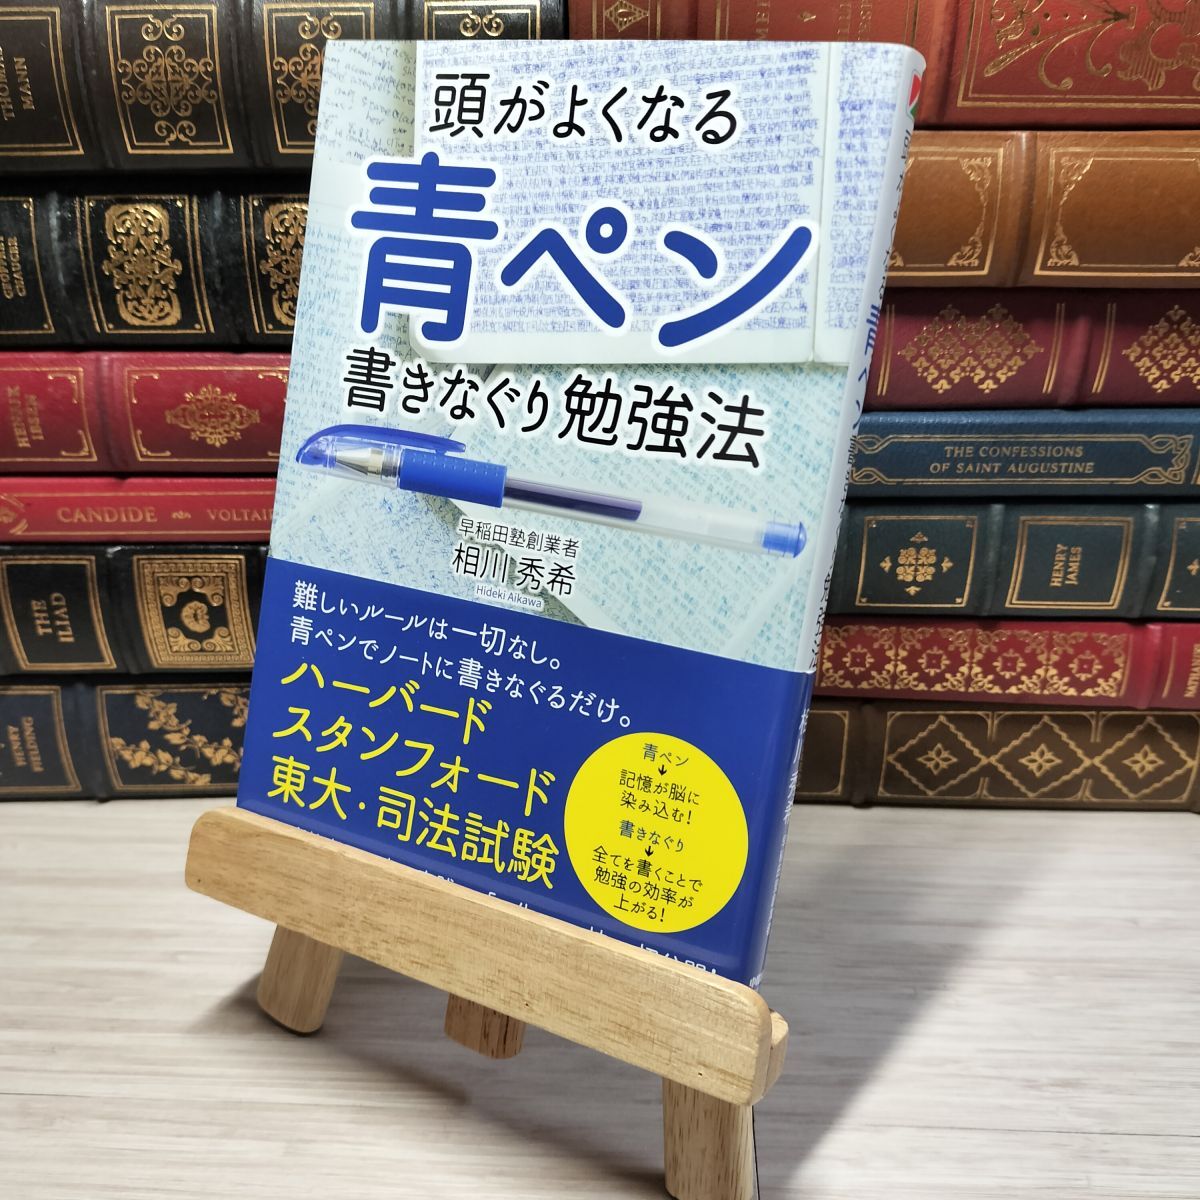 頭がよくなる
青ペン
書きなぐり勉強法
早稲田塾創業者
相川 秀希
Hideki Aikawa
難しいルールは一切なし。
青ペンでノートに書きなぐるだけ。
ハーバード
スタンフォード
東大・司法試験
青ペン
記憶が脳に
染み込む!
書きなぐり
全てを書くことで
勉強の効率が
上がる!
THOMAS
MANN
GEOFFREY
CHAUCER
HENRIK
IBSEN
CANDIDE VOLTAIRE
THE
ILIAD
HENRY
FIELDING
THE CONFESSIONS
OF SAINT AUGUSTINE
HENRY
JAMES